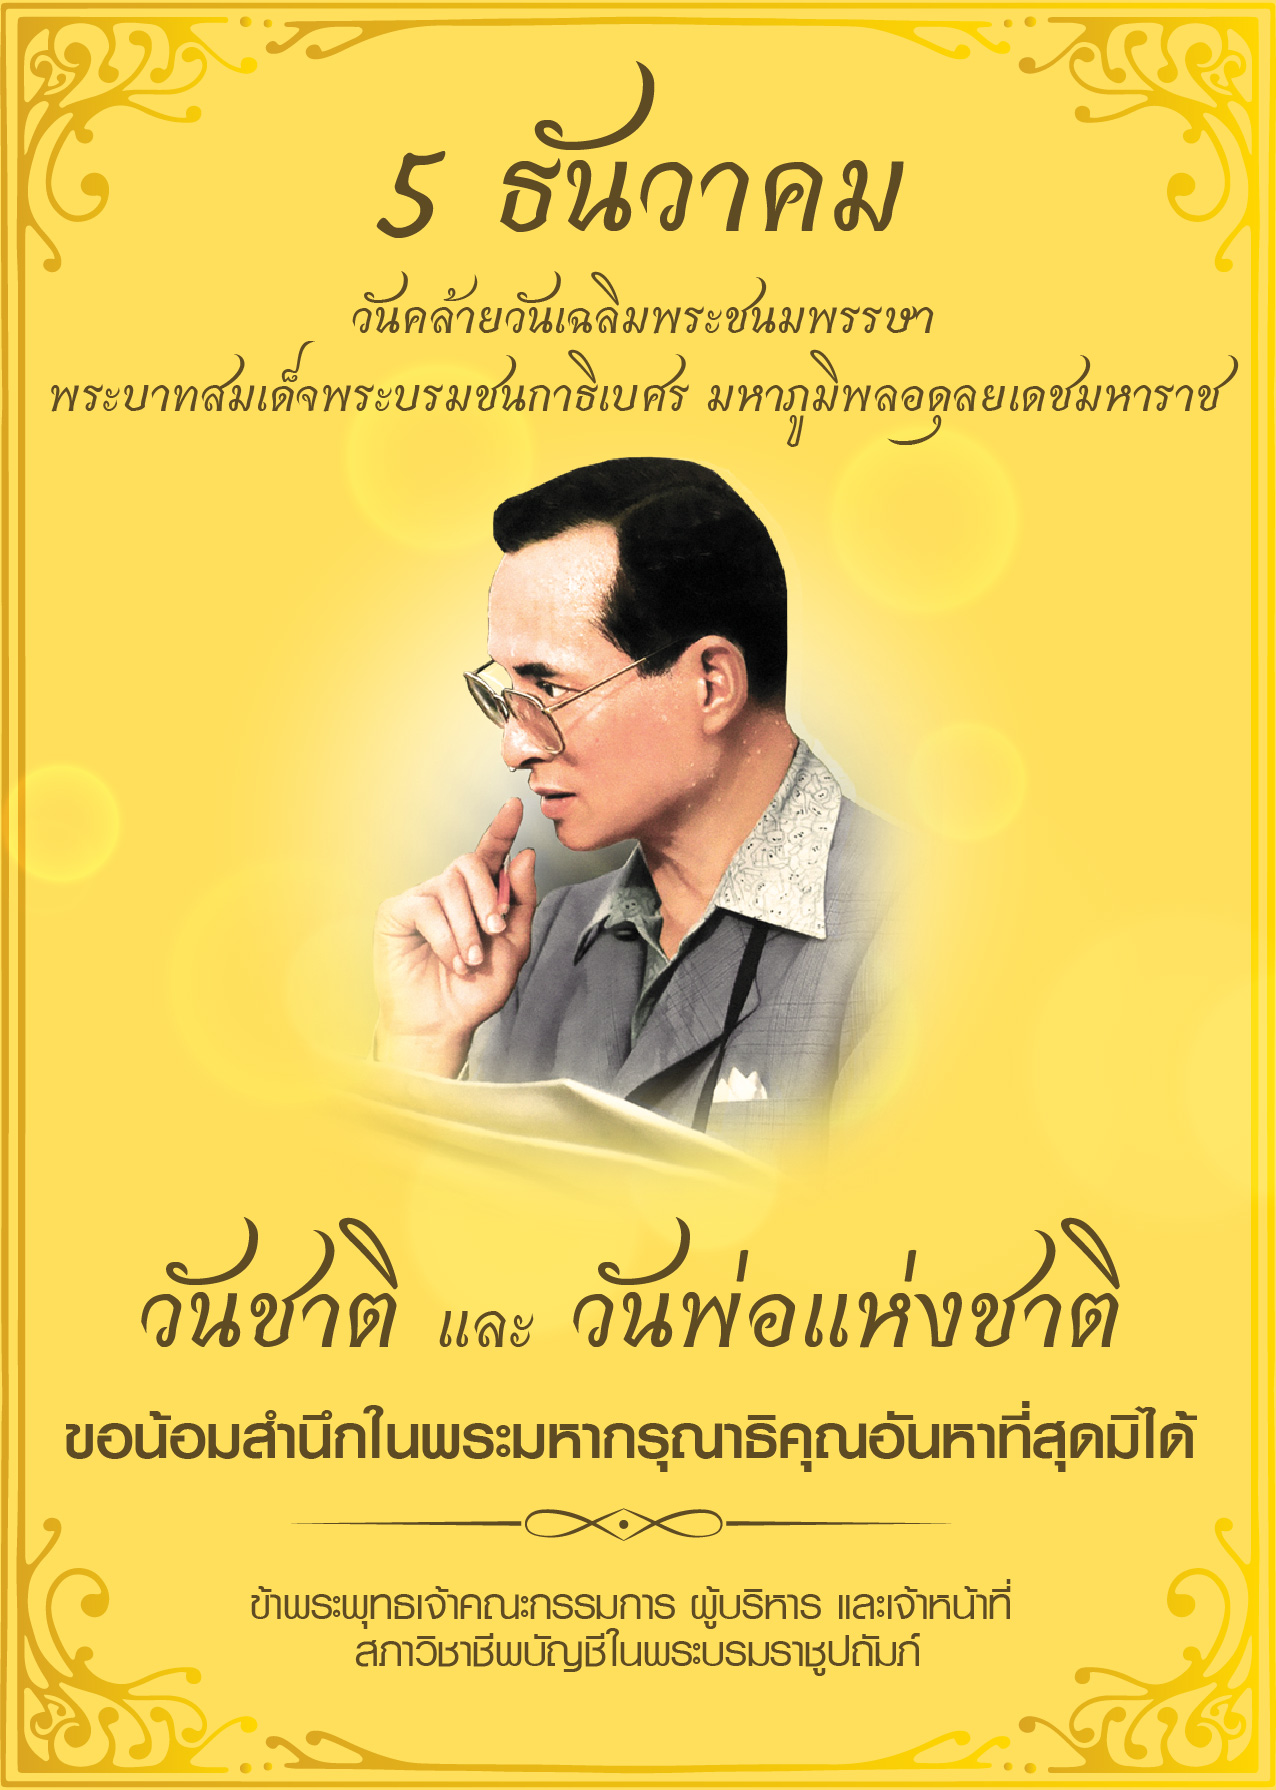 5 ธันวาคม
วันคล้ายวันเฉลิมพระชนมพรรษา
พระบาทสมเด็จพระบรมชนกาธิเบศร มหาภูมิพลอดุลยเดชมหาราช
วันชาติ และ วันพ่อแห่งชาติ
ขอน้อมสำนึกในพระมหากรุณาธิคุณอันหาที่สุดมิได้
ข้าพระพุทธเจ้าคณะกรรมการ ผู้บริหาร และเจ้าหน้าที่
สภาวิชาชีพบัญชีในพระบรมราชูปถัมภ์